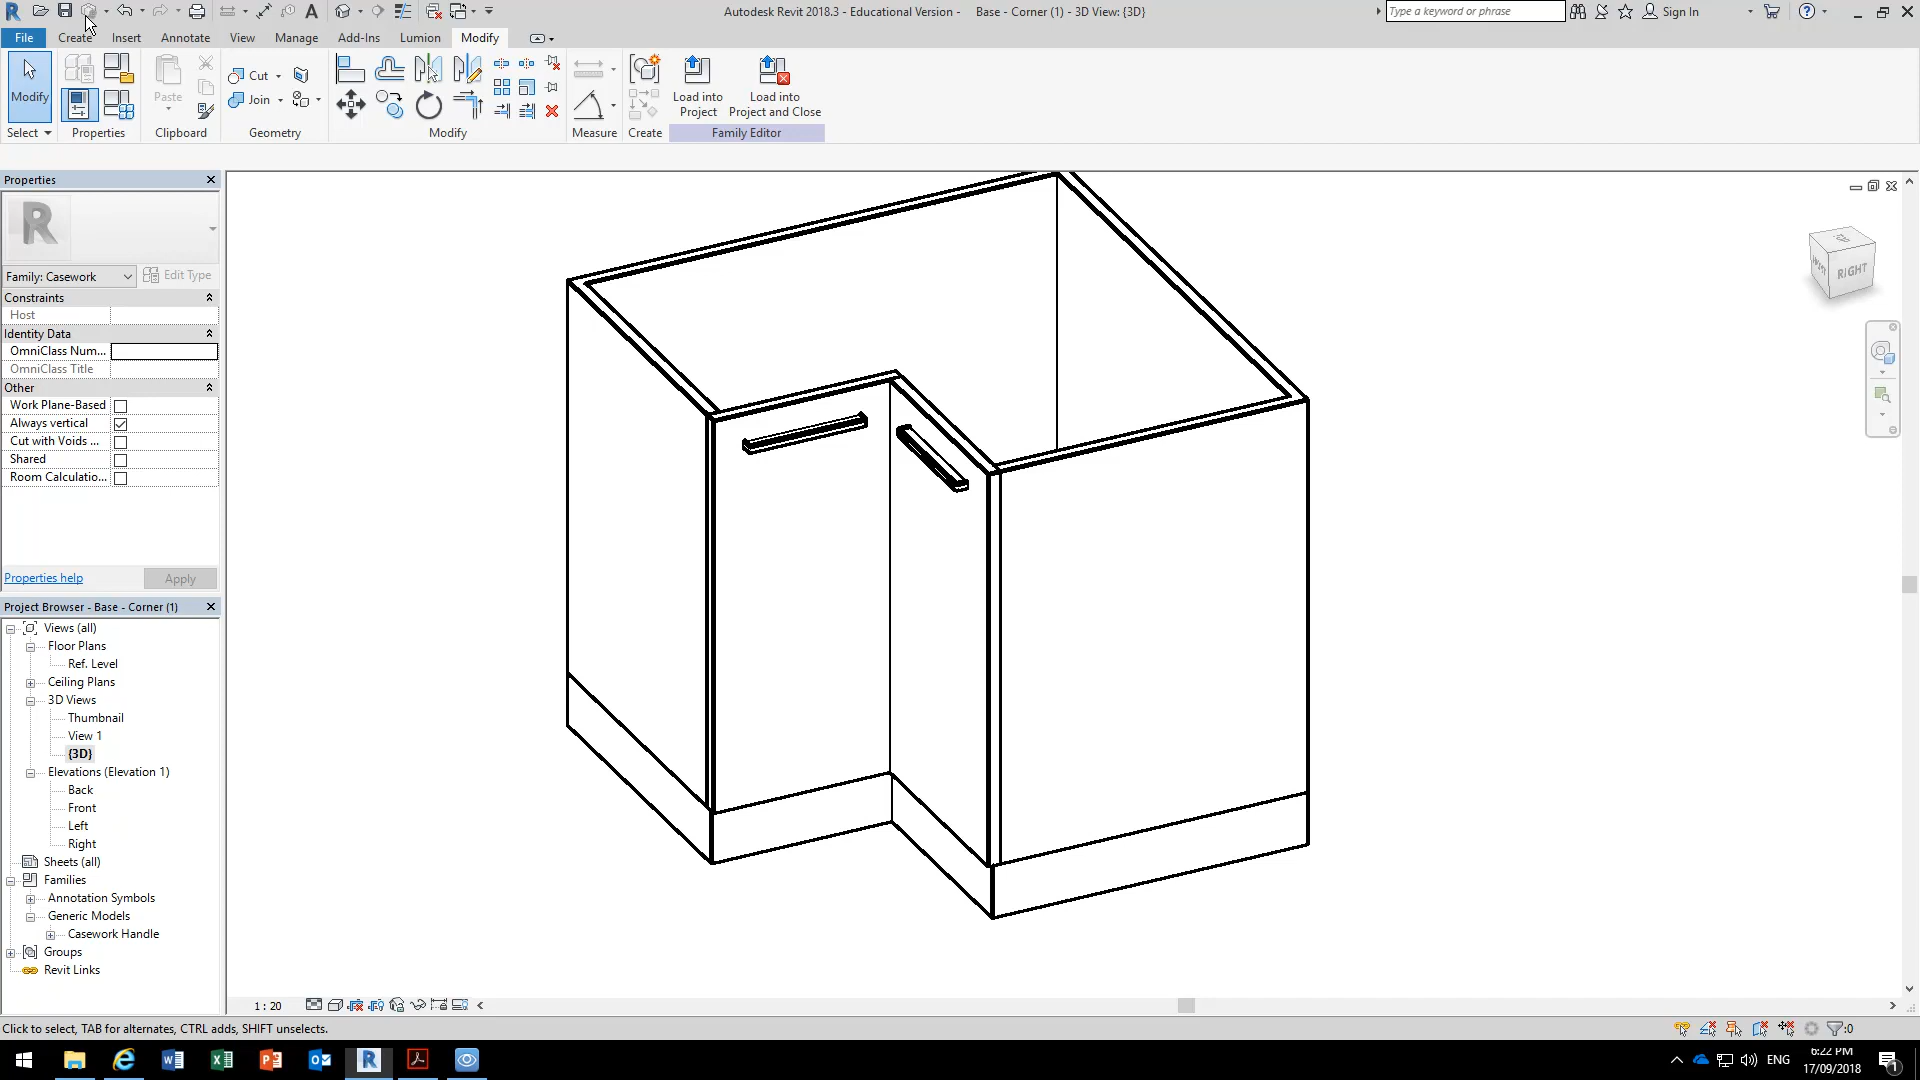 Autodesk Revit 2018.3 - Educational Version - Base - Corner (1) - 3D View: {3D}
Type a keyword or phrase
Sign In
File Create Insert Annotate View Manage Add-Ins Lumion Modify
Modify
Paste
Cut
Join
Load into Project
Load into Project and Close
Select Properties Clipboard Geometry Modify Measure Create Family Editor
Properties
R
Family: Casework
Edit Type
Constraints
Host
Identity Data
OmniClass Num...
OmniClass Title
Other
Work Plane-Based
Always vertical
Cut with Voids ...
Shared
Room Calculatio...
Properties help
Apply
Project Browser - Base - Corner (1)
Views (all)
Floor Plans
Ref. Level
Ceiling Plans
3D Views
Thumbnail
View 1
{3D}
Elevations (Elevation 1)
Back
Front
Left
Right
Sheets (all)
Families
Annotation Symbols
Generic Models
Casework Handle
Groups
Revit Links
RIGHT
1 : 20
Click to select, TAB for alternates, CTRL adds, SHIFT unselects.
:0
ENG
6:22 PM
17/09/2018
1